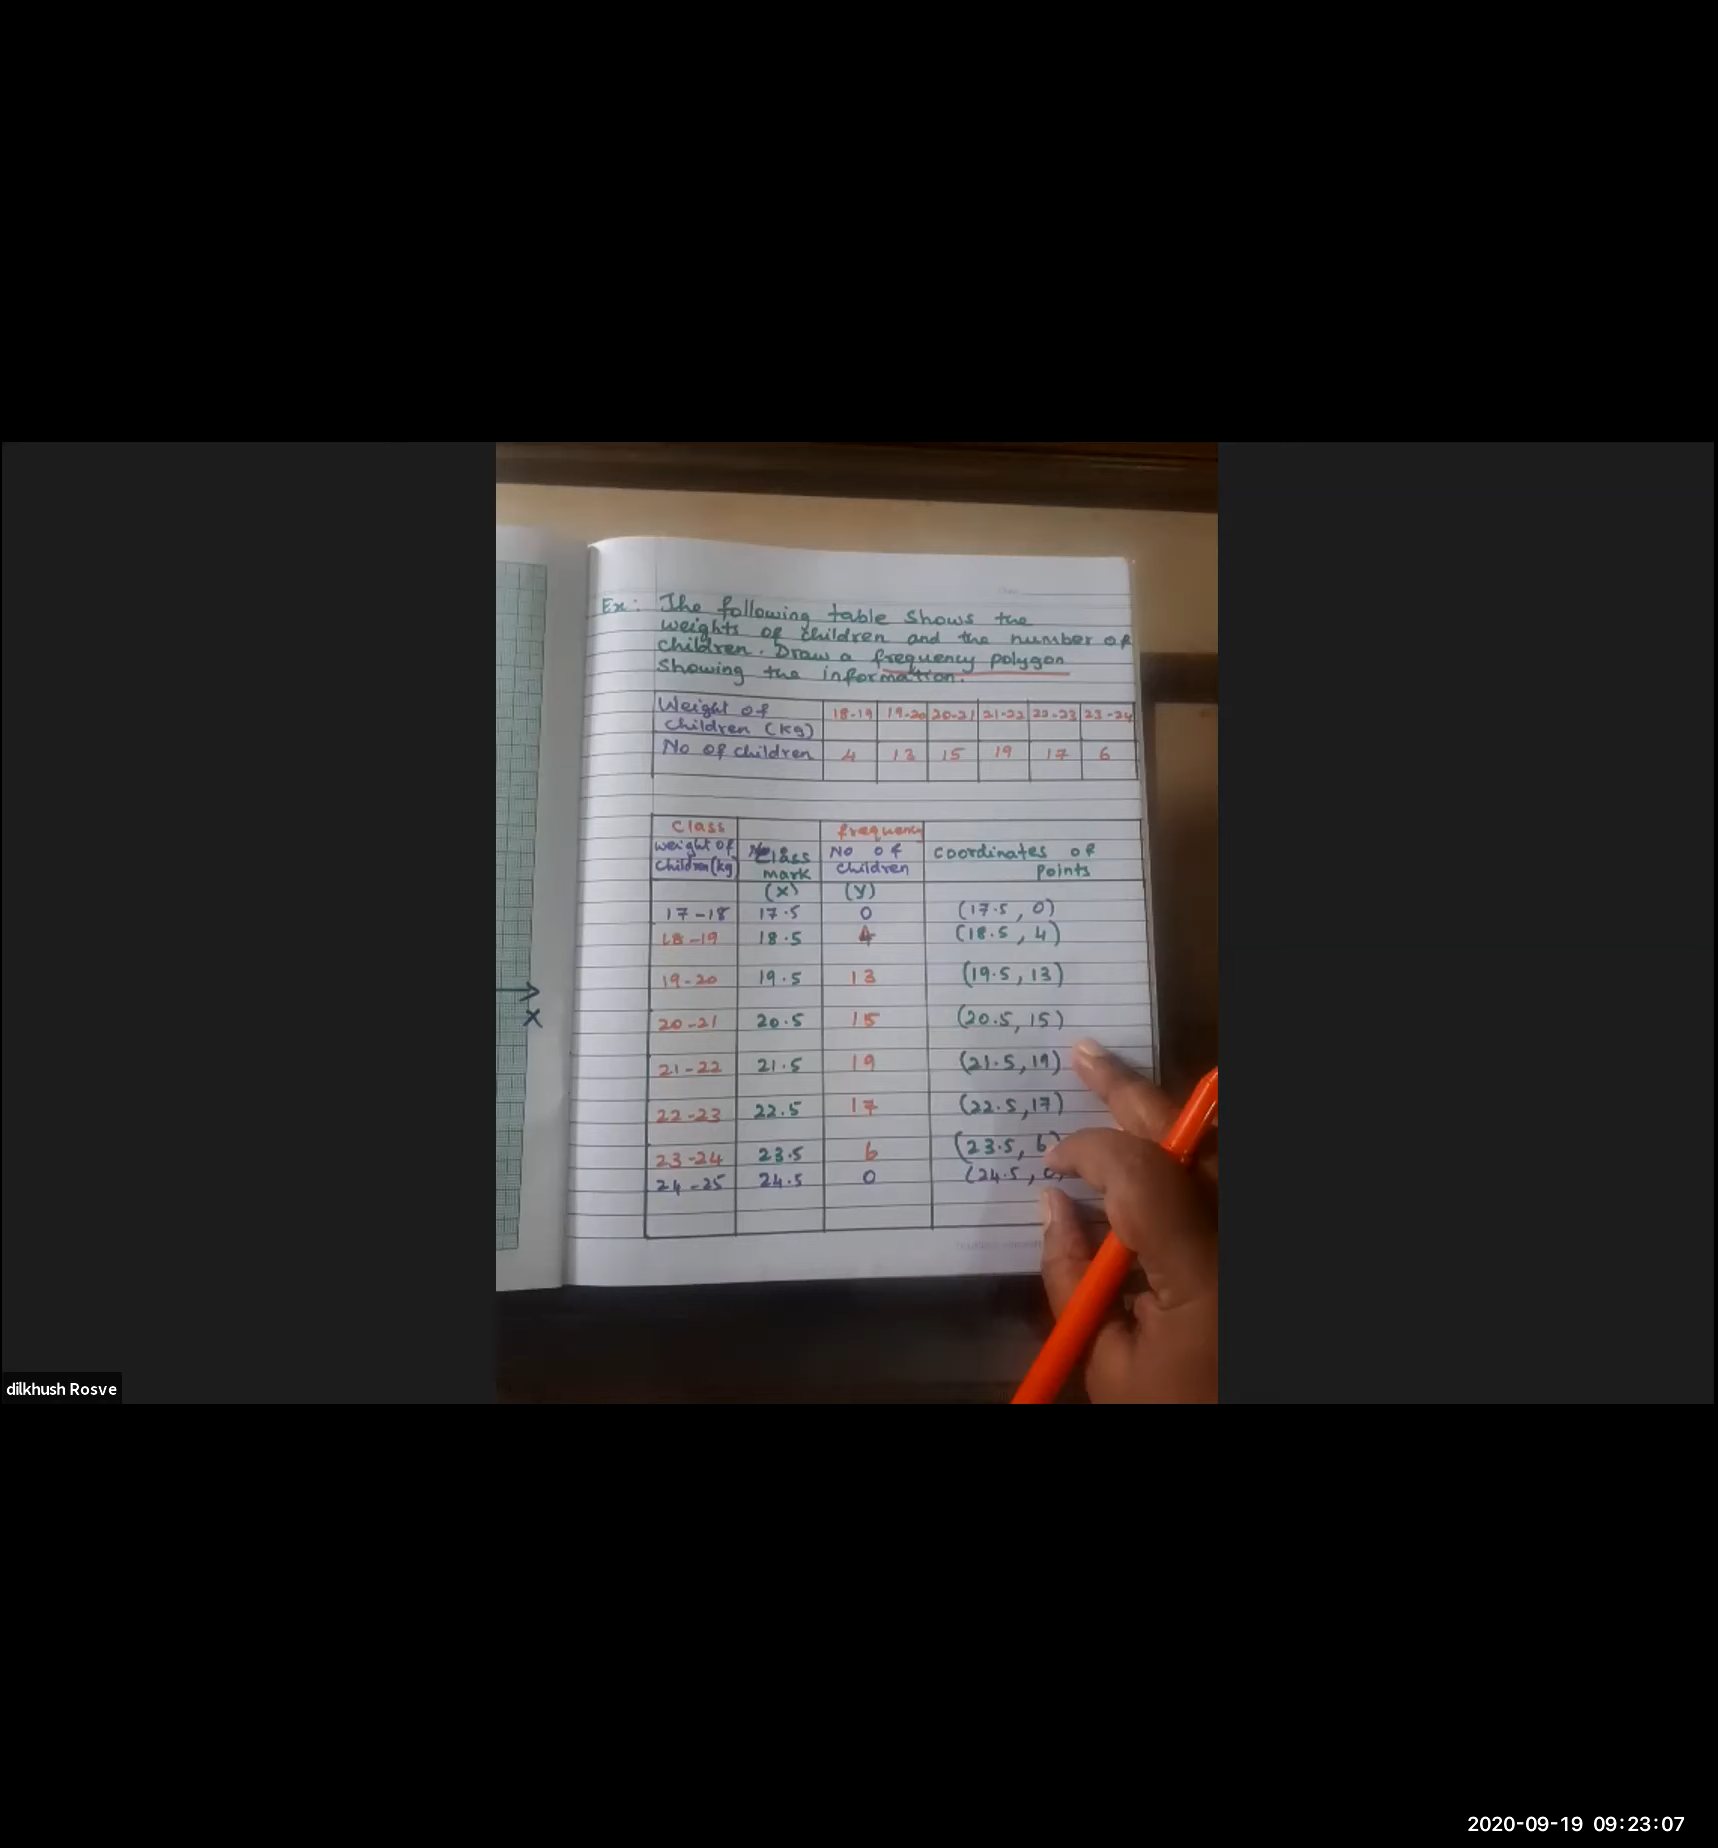 Ex: The following table shows the
weights of children and the number of
children. Draw a frequency polygon
showing the information.
Weight of children (kg) 18-19 19-20 20-21 21-22 22-23 23-24
No of children 4 13 15 19 17 6
Class frequency
weight of children (kg) Class mark No of children coordinates of points
(x) (y)
17-18 17.5 0 (17.5, 0)
18-19 18.5 4 (18.5, 4)
19-20 19.5 13 (19.5, 13)
20-21 20.5 15 (20.5, 15)
21-22 21.5 19 (21.5, 19)
22-23 22.5 17 (22.5, 17)
23-24 23.5 6 (23.5, 6)
24-25 24.5 0 (24.5, 0)
X
dilkhush Rosve
2020-09-19 09:23:07